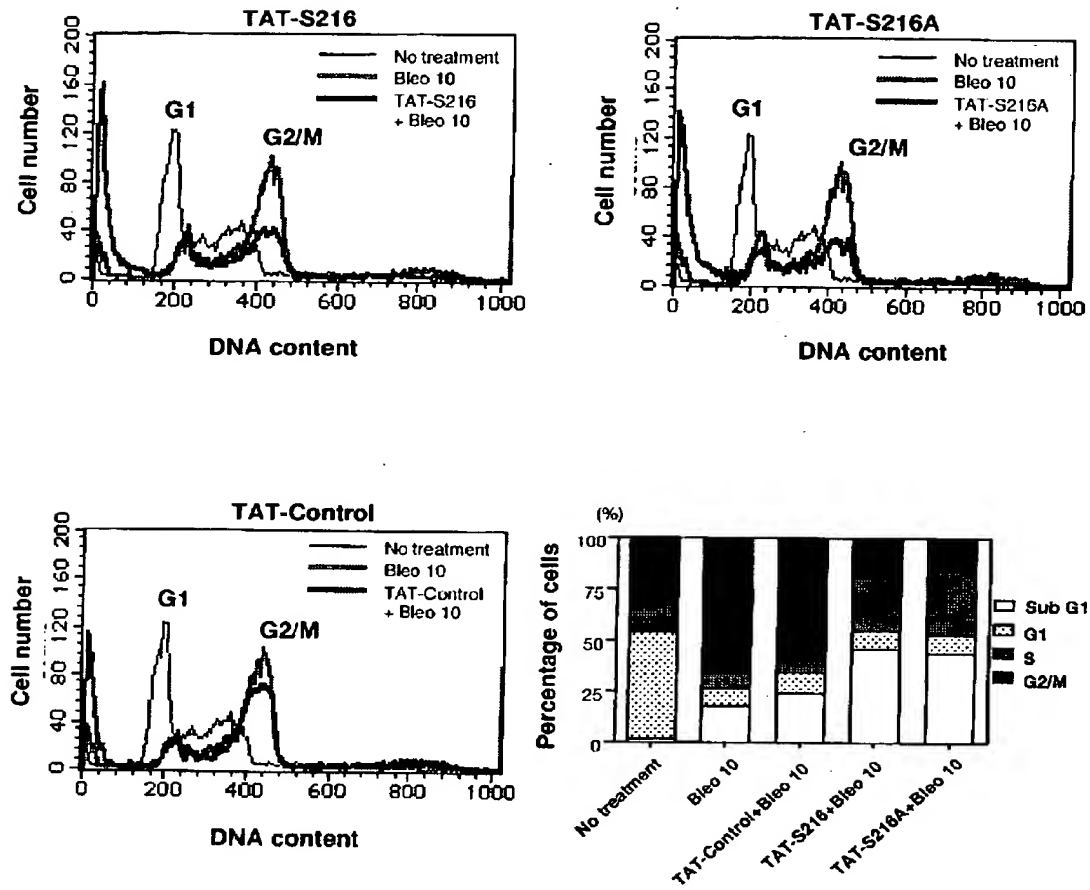 TAT-S216
200
160
120
80
40
0
Cell number
No treatment
Bleo 10
TAT-S216
+ Bleo 10
G1
G2/M
0 200 400 600 800 1000
DNA content
TAT-S216A
200
160
120
80
40
0
Cell number
No treatment
Bleo 10
TAT-S216A
+ Bleo 10
G1
G2/M
0 200 400 600 800 1000
DNA content
TAT-Control
200
160
120
80
40
0
Cell number
No treatment
Bleo 10
TAT-Control
+ Bleo 10
G1
G2/M
0 200 400 600 800 1000
DNA content
(%)
100
75
50
25
0
Percentage of cells
Sub G1
G1
S
G2/M
No treatment
Bleo 10
TAT-Control+Bleo 10
TAT-S216+Bleo 10
TAT-S216A+Bleo 10